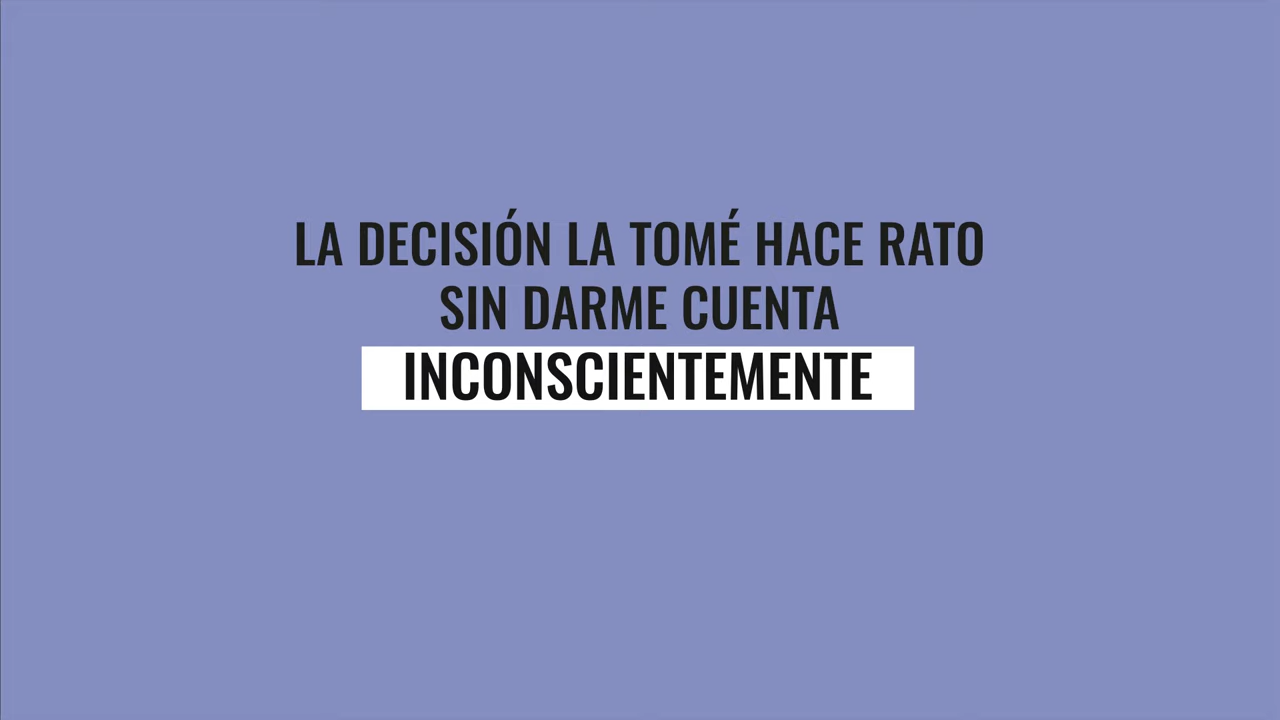 LA DECISIÓN LA TOMÉ HACE RATO
SIN DARME CUENTA
INCONSCIENTEMENTE